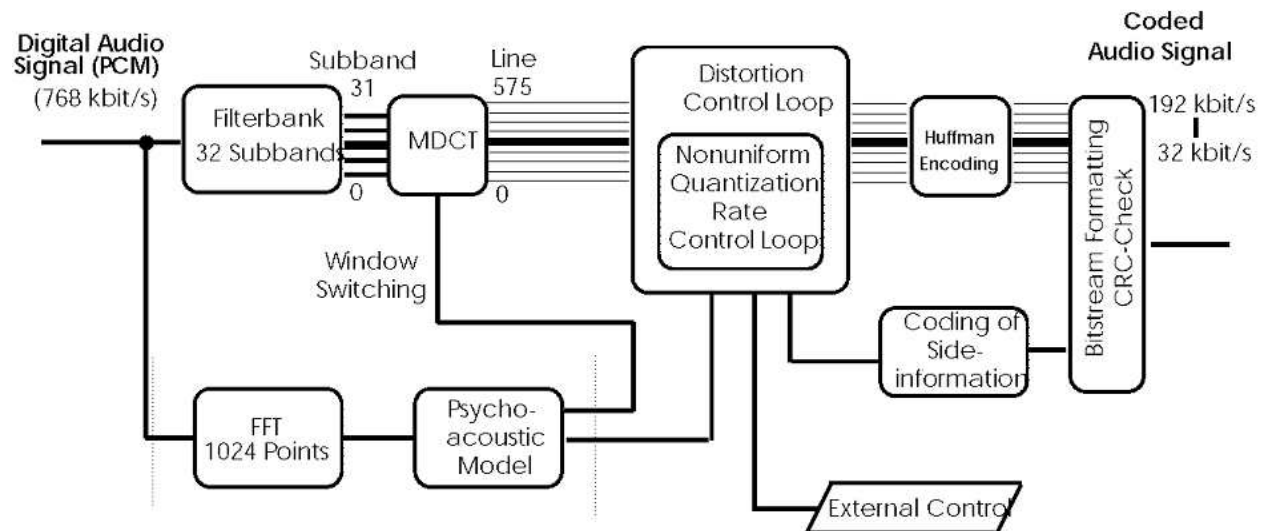 Digital Audio
Signal (PCM)
(768 kbit/s)
Filterbank
32 Subbands
Subband
31
0
MDCT
Line
575
0
Window
Switching
Distortion
Control Loop
Nonuniform
Quantization
Rate
Control Loop
Huffman
Encoding
Coded
Audio Signal
192 kbit/s
32 kbit/s
Bitstream Formatting
CRC-Check
Coding of
Side-
information
FFT
1024 Points
Psycho-
acoustic
Model
External Control